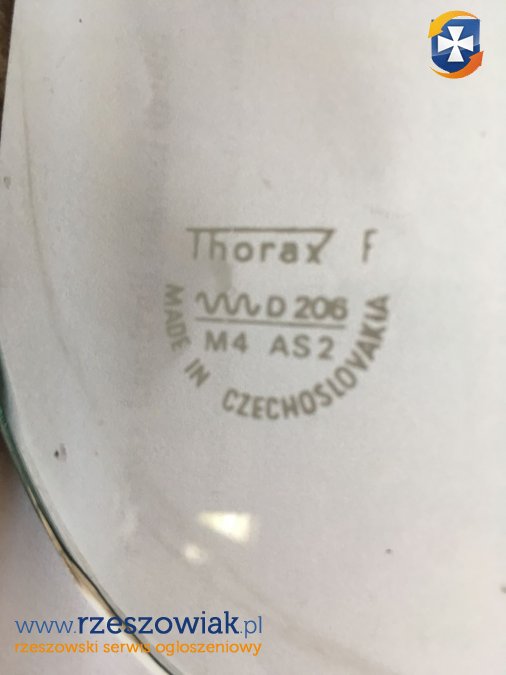 Thorax F
D 206
M4 AS2
MADE IN CZECHOSLOVAKIA
www.rzeszowiak.pl
rzeszowski serwis ogłoszeniowy